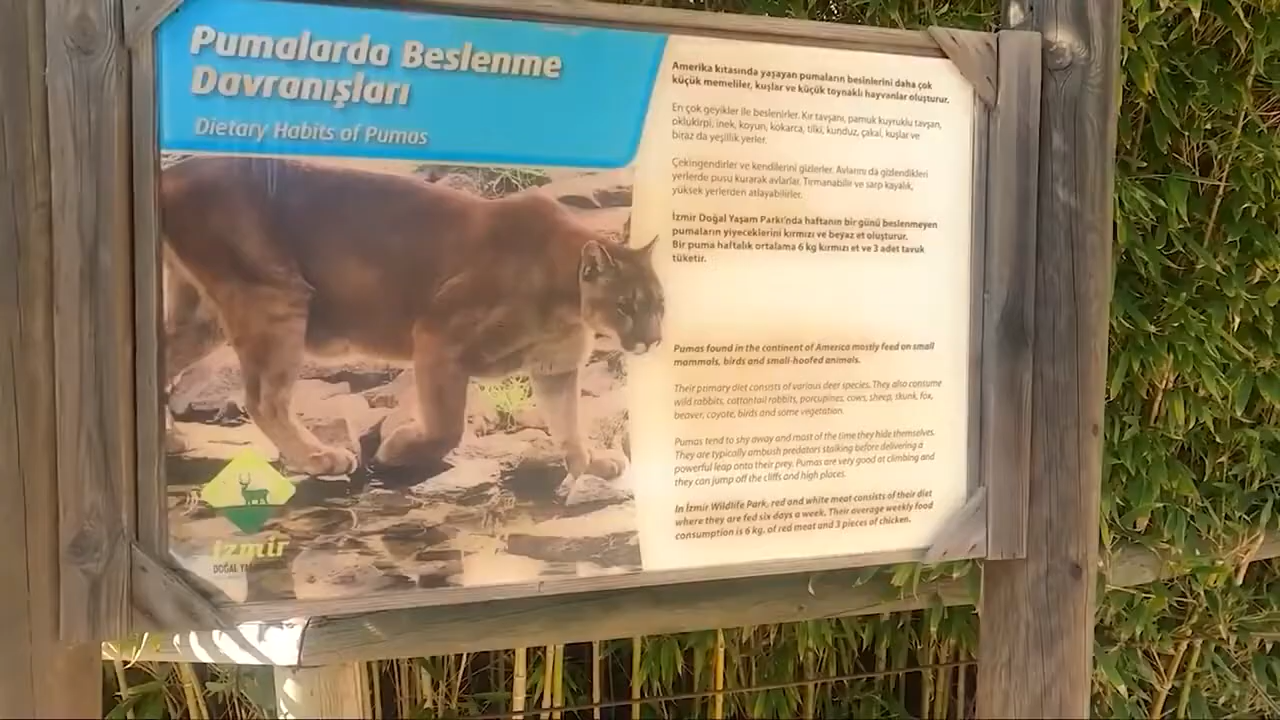 Pumalarda Beslenme
Davranışları
Dietary Habits of Pumas
Amerika kıtasında yaşayan pumaların besinlerini daha çok
küçük memeliler, kuşlar ve küçük toynaklı hayvanlar oluşturur.
En çok geyikler ile beslenirler. Kır tavşanı, pamuk kuyruklu tavşan,
oklukirpi, inek, koyun, kokarca, tilki, kunduz, çakal, kuşlar ve
biraz da yeşillik yerler.
Çekingendirler ve kendilerini gizlerler. Avlarını da gizlendikleri
yerlerde pusu kurarak avlarlar. Tırmanabilir ve sarp kayalık,
yüksek yerlerden atlayabilirler.
İzmir Doğal Yaşam Parkı'nda haftanın bir günü beslenmeyen
pumaların yiyeceklerini kırmızı ve beyaz et oluşturur.
Bir puma haftalık ortalama 6 kg kırmızı et ve 3 adet tavuk
tüketir.
Pumas found in the continent of America mostly feed on small
mammals, birds and small-hoofed animals.
Their primary diet consists of various deer species. They also consume
wild rabbits, cottontail rabbits, porcupines, cows, sheep, skunk, fox,
beaver, coyote, birds and some vegetation.
Pumas tend to shy away and most of the time they hide themselves.
They are typically ambush predators stalking before delivering a
powerful leap onto their prey. Pumas are very good at climbing and
they can jump off the cliffs and high places.
In İzmir Wildlife Park, red and white meat consists of their diet
where they are fed six days a week. Their average weekly food
consumption is 6 kg. of red meat and 3 pieces of chicken.
izmir
DOĞAL